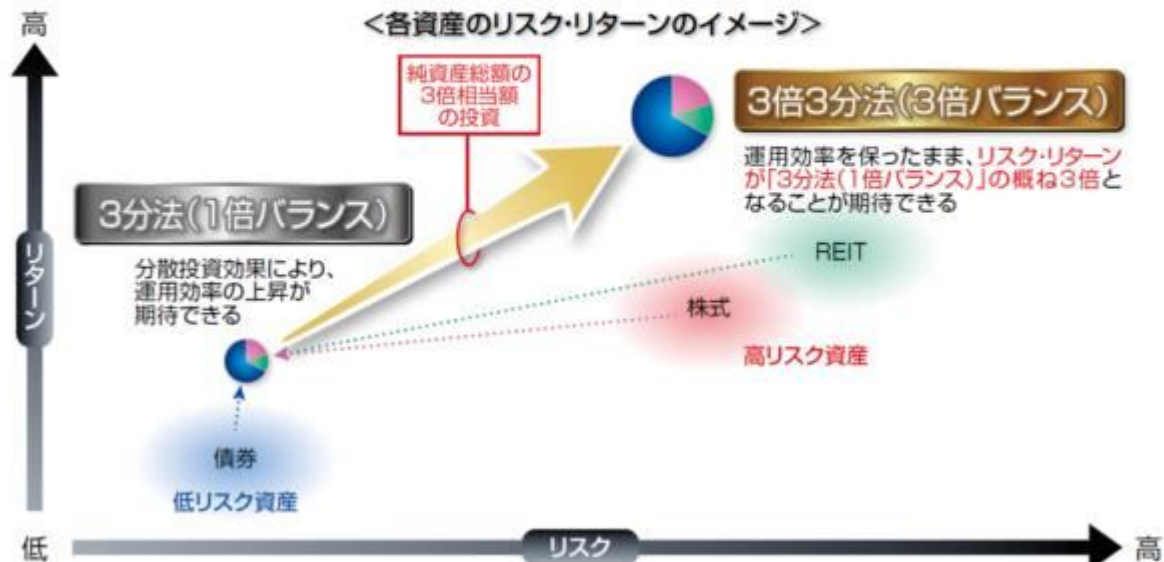 ＜各資産のリスク・リターンのイメージ＞
高
純資産総額の
3倍相当額
の投資
3倍3分法(3倍バランス)
運用効率を保ったまま、リスク・リターン
が「3分法(1倍バランス)」の概ね3倍と
なることが期待できる
3分法(1倍バランス)
分散投資効果により、
運用効率の上昇が
期待できる
リターン
REIT
株式
高リスク資産
債券
低リスク資産
低
リスク
高